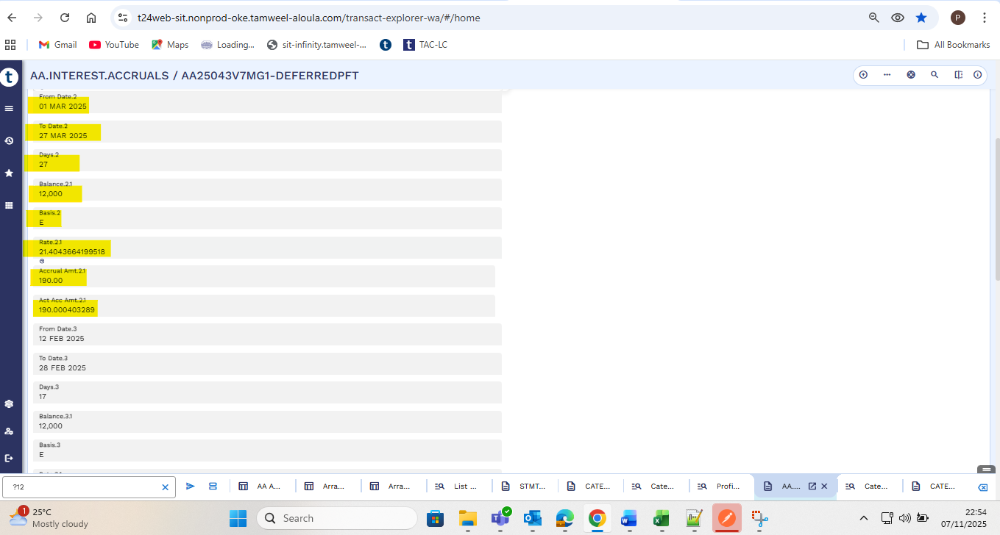 t24web-sit.nonprod-oke.tamweel-aloula.com/transact-explorer-wa/#/home
P
Gmail
YouTube
Maps
Loading...
sit-infinity.tamweel-...
t
t
TAC-LC
All Bookmarks
t
AA.INTEREST.ACCRUALS / AA25043V7MG1-DEFERREDPFT
From Date.2
01 MAR 2025
To Date.2
27 MAR 2025
Days.2
27
Balance.2.1
12,000
Basis.2
E
Rate.2.1
21.4043664199518
Accrual Amt.2.1
190.00
Act Acc Amt.2.1
190.000403289
From Date.3
12 FEB 2025
To Date.3
28 FEB 2025
Days.3
17
Balance.3.1
12,000
Basis.3
E
?12
AA A...
Arra...
Arra...
List ...
STMT...
CATE...
Cate...
Profi...
AA....
Cate...
CATE...
1
25°C
Mostly cloudy
Search
22:54
07/11/2025